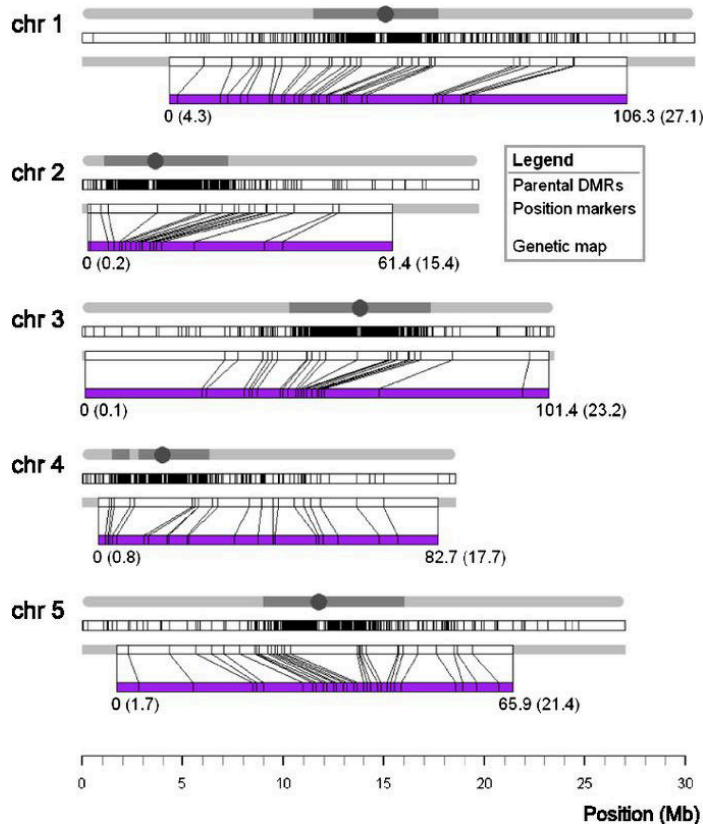 chr 1
0 (4.3) 106.3 (27.1)
chr 2
0 (0.2) 61.4 (15.4)
Legend
Parental DMRs
Position markers
Genetic map
chr 3
0 (0.1) 101.4 (23.2)
chr 4
0 (0.8) 82.7 (17.7)
chr 5
0 (1.7) 65.9 (21.4)
0 5 10 15 20 25 30
Position (Mb)